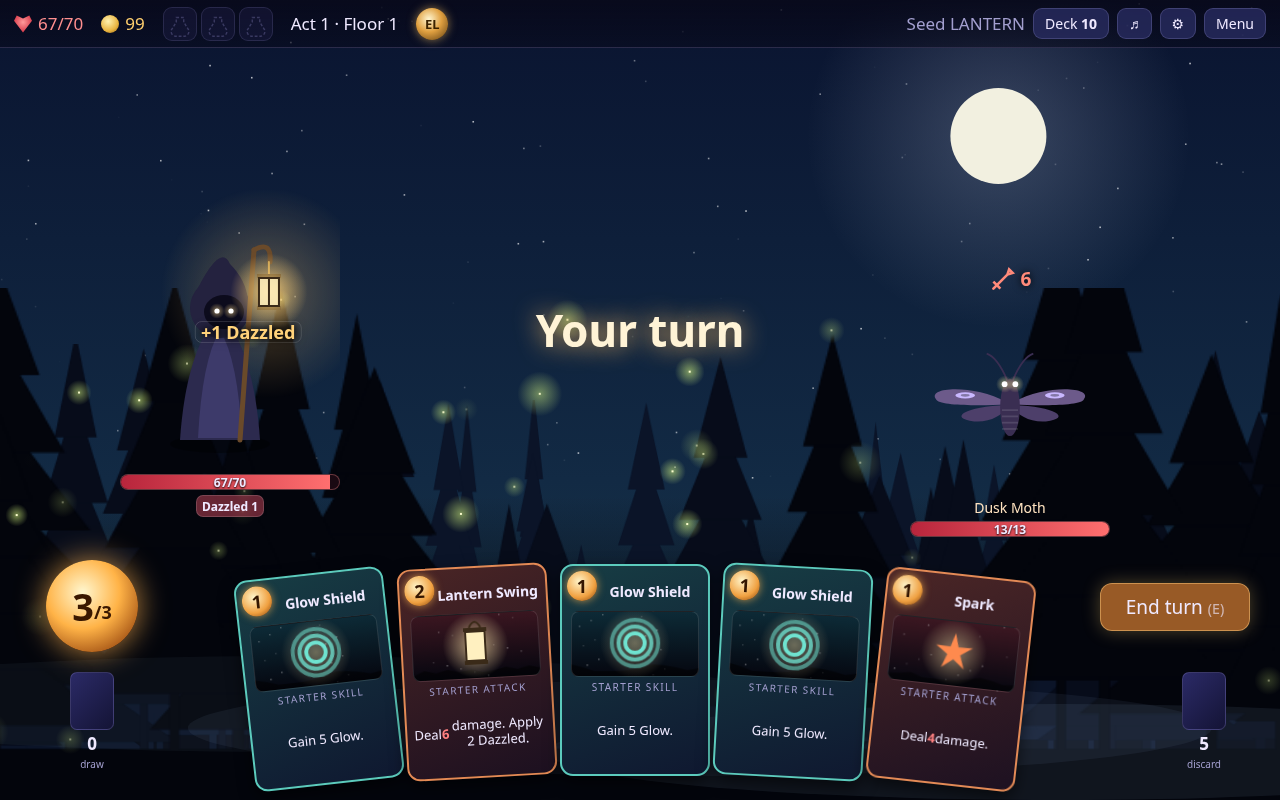 67/70
99
Act 1 · Floor 1
EL
Seed LANTERN
Deck 10
Menu
+1 Dazzled
Your turn
6
67/70
Dazzled 1
Dusk Moth
13/13
3/3
0
draw
1
Glow Shield
STARTER SKILL
Gain 5 Glow.
2
Lantern Swing
STARTER ATTACK
Deal 6 damage. Apply
2 Dazzled.
1
Glow Shield
STARTER SKILL
Gain 5 Glow.
1
Glow Shield
STARTER SKILL
Gain 5 Glow.
1
Spark
STARTER ATTACK
Deal 4 damage.
End turn (E)
5
discard